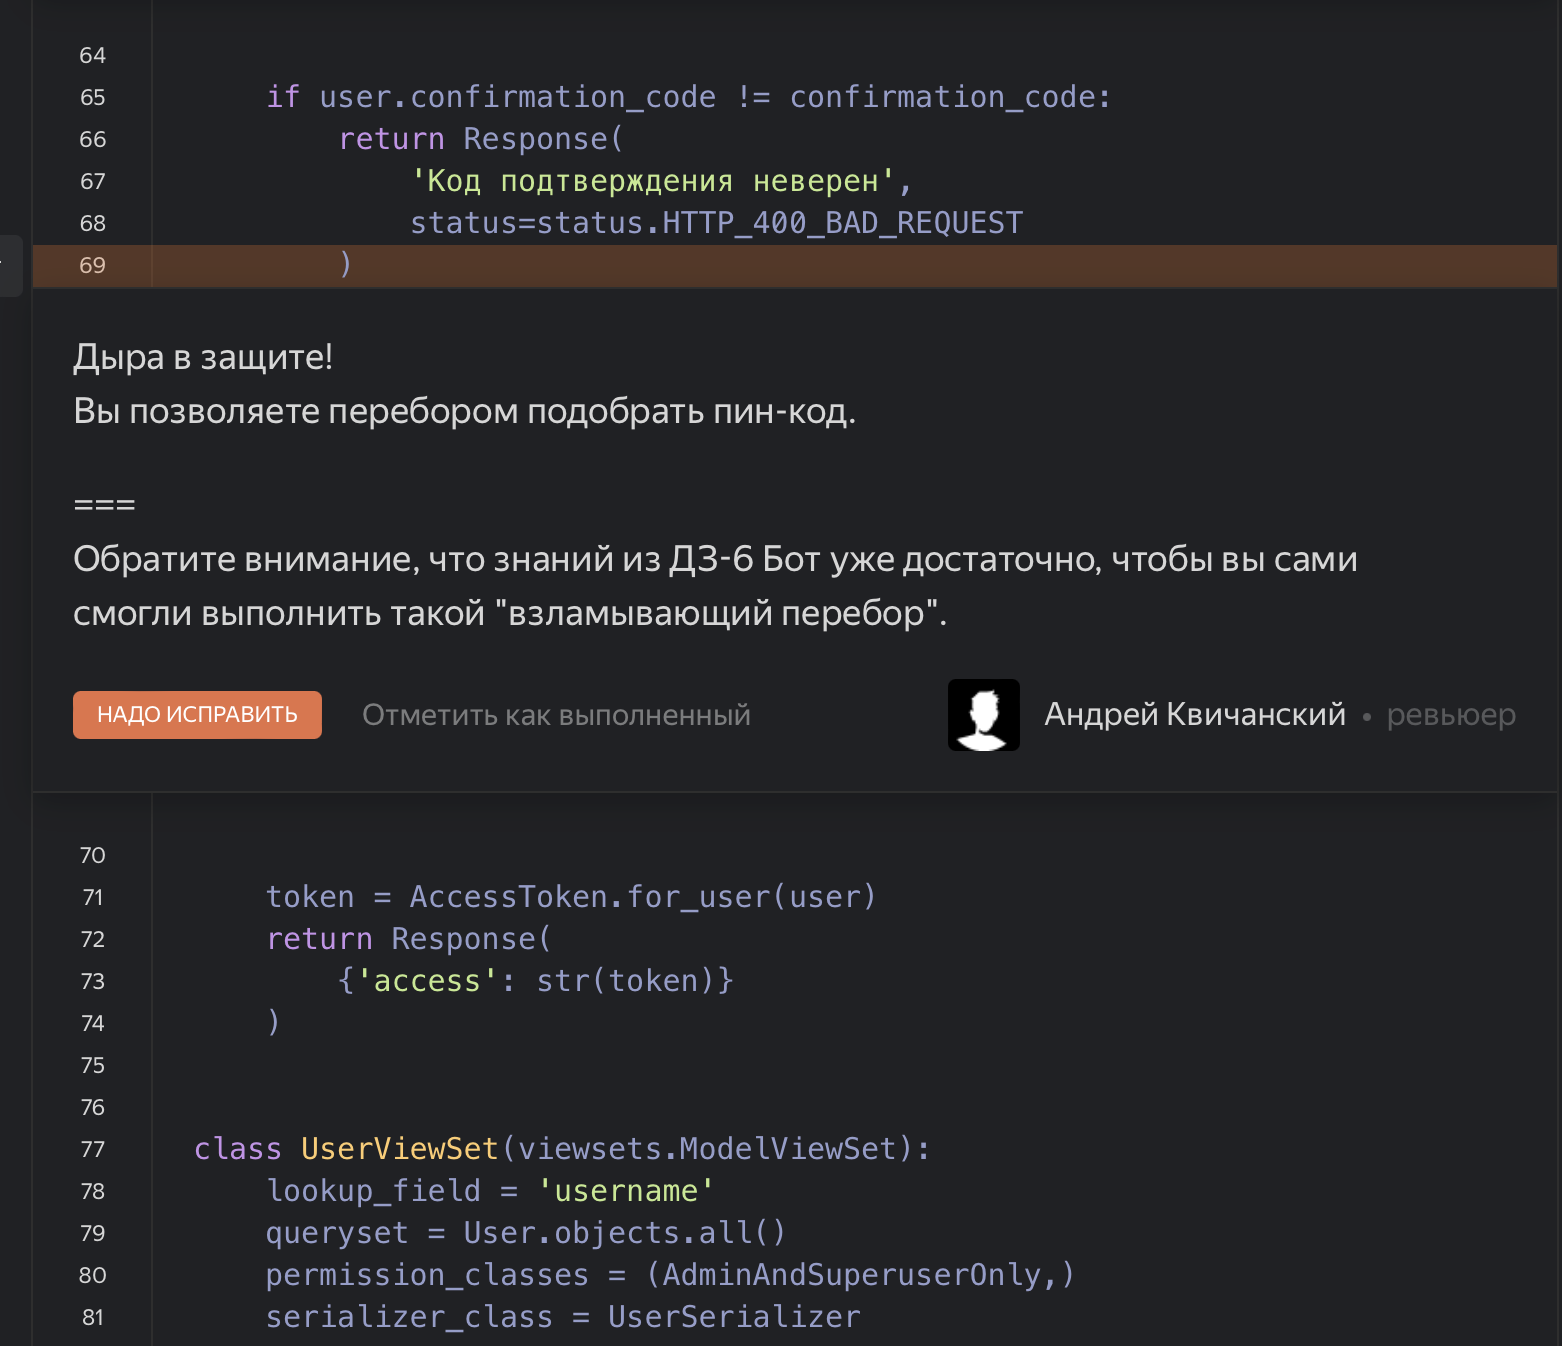 64
65 if user.confirmation_code != confirmation_code:
66 return Response(
67 'Код подтверждения неверен',
68 status=status.HTTP_400_BAD_REQUEST
69 )
Дыра в защите!
Вы позволяете перебором подобрать пин-код.
===
Обратите внимание, что знаний из ДЗ-6 Бот уже достаточно, чтобы вы сами
смогли выполнить такой "взламывающий перебор".
НАДО ИСПРАВИТЬ Отметить как выполненный Андрей Квичанский • ревьюер
70
71 token = AccessToken.for_user(user)
72 return Response(
73 {'access': str(token)}
74 )
75
76
77 class UserViewSet(viewsets.ModelViewSet):
78 lookup_field = 'username'
79 queryset = User.objects.all()
80 permission_classes = (AdminAndSuperuserOnly,)
81 serializer_class = UserSerializer